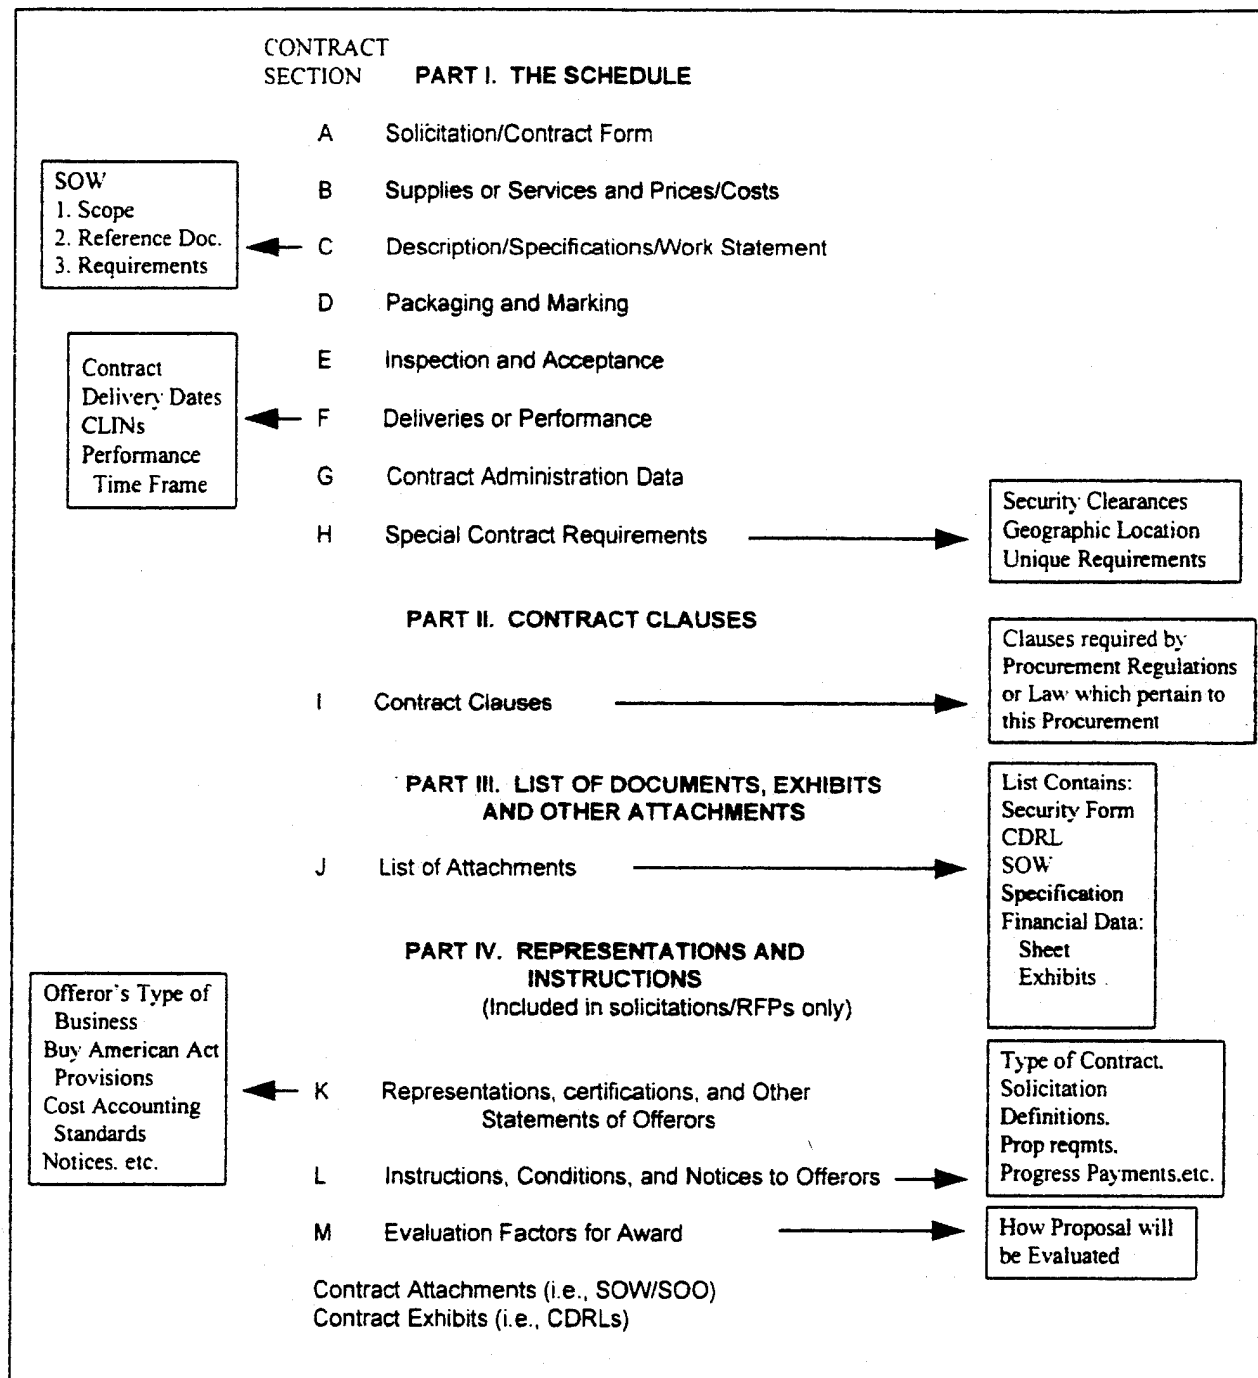 CONTRACT
SECTION PART I. THE SCHEDULE
A Solicitation/Contract Form
B Supplies or Services and Prices/Costs
SOW
1. Scope
2. Reference Doc.
3. Requirements
C Description/Specifications/Work Statement
D Packaging and Marking
E Inspection and Acceptance
Contract
Delivery Dates
CLINs
Performance
Time Frame
F Deliveries or Performance
G Contract Administration Data
H Special Contract Requirements
Security Clearances
Geographic Location
Unique Requirements
PART II. CONTRACT CLAUSES
I Contract Clauses
Clauses required by
Procurement Regulations
or Law which pertain to
this Procurement
PART III. LIST OF DOCUMENTS, EXHIBITS
AND OTHER ATTACHMENTS
J List of Attachments
List Contains:
Security Form
CDRL
SOW
Specification
Financial Data:
Sheet
Exhibits
PART IV. REPRESENTATIONS AND
INSTRUCTIONS
(Included in solicitations/RFPs only)
Offeror's Type of
Business
Buy American Act
Provisions
Cost Accounting
Standards
Notices. etc.
K Representations, certifications, and Other
Statements of Offerors
L Instructions, Conditions, and Notices to Offerors
Type of Contract.
Solicitation
Definitions.
Prop reqmts.
Progress Payments.etc.
M Evaluation Factors for Award
How Proposal will
be Evaluated
Contract Attachments (i.e., SOW/SOO)
Contract Exhibits (i.e., CDRLs)